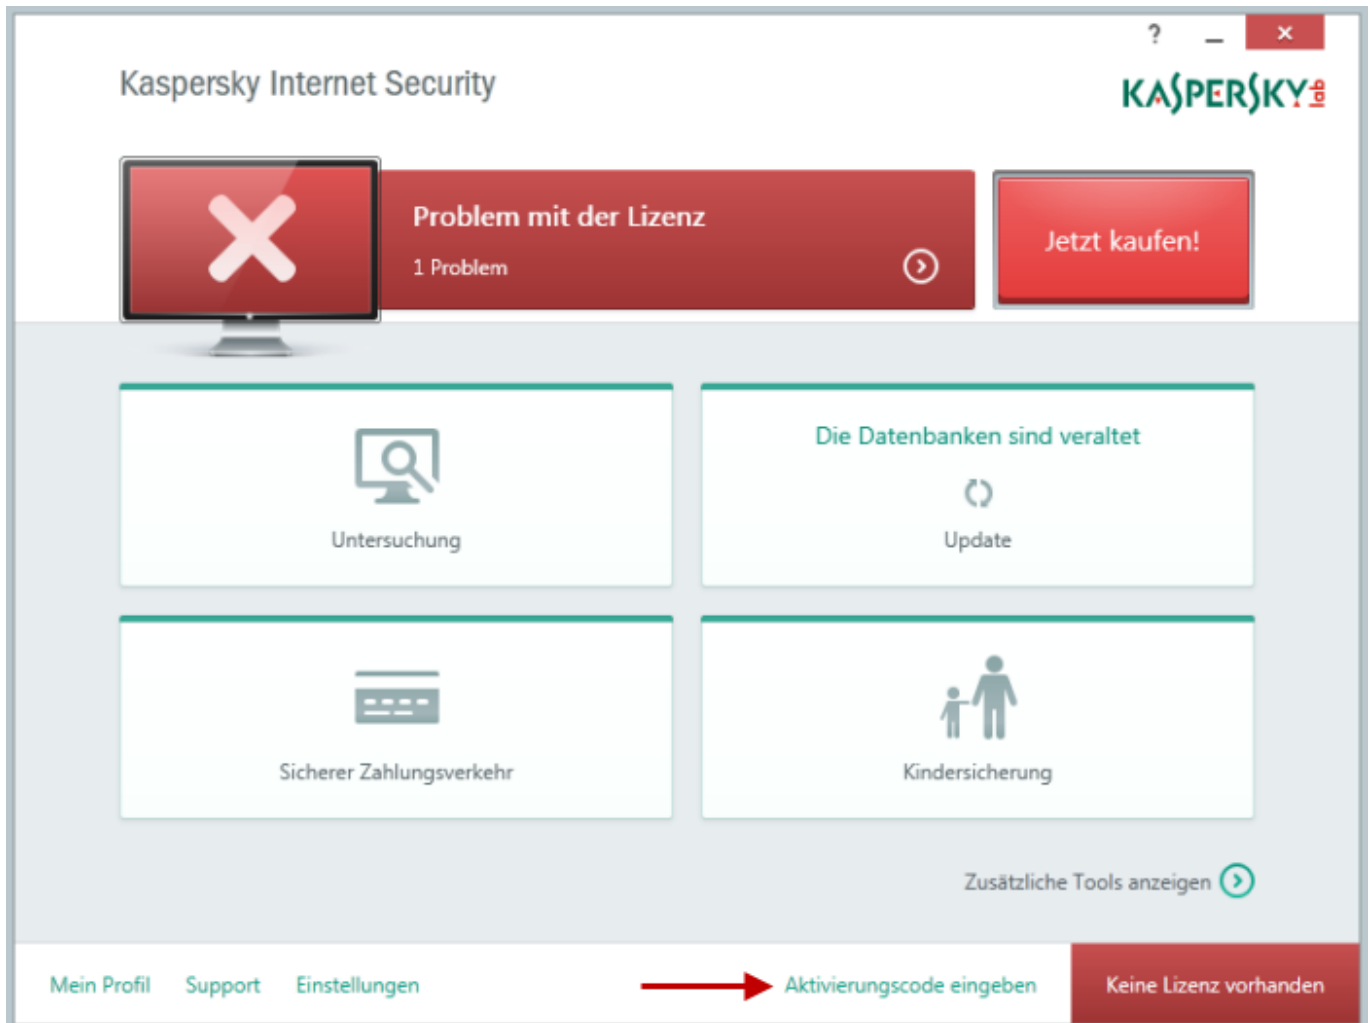 ?
Kaspersky Internet Security
KASPERSKY lab
Problem mit der Lizenz
1 Problem
Jetzt kaufen!
Untersuchung
Die Datenbanken sind veraltet
Update
Sicherer Zahlungsverkehr
Kindersicherung
Zusätzliche Tools anzeigen
Mein Profil Support Einstellungen Aktivierungscode eingeben Keine Lizenz vorhanden